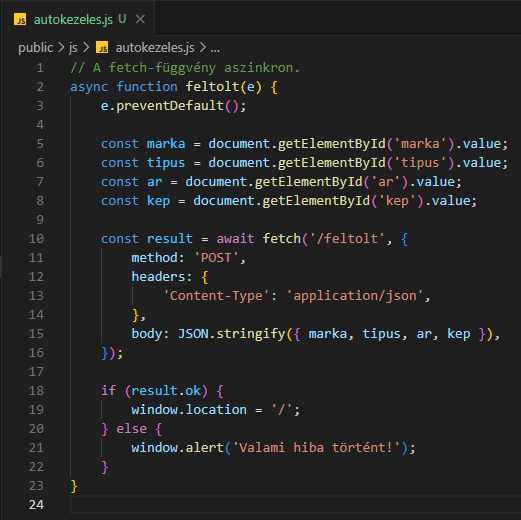 JS autokezeles.js U ×
public > js > JS autokezeles.js > ...
1 // A fetch-függvény aszinkron.
2 async function feltolt(e) {
3     e.preventDefault();
4
5     const marka = document.getElementById('marka').value;
6     const tipus = document.getElementById('tipus').value;
7     const ar = document.getElementById('ar').value;
8     const kep = document.getElementById('kep').value;
9
10     const result = await fetch('/feltolt', {
11         method: 'POST',
12         headers: {
13             'Content-Type': 'application/json',
14         },
15         body: JSON.stringify({ marka, tipus, ar, kep }),
16     });
17
18     if (result.ok) {
19         window.location = '/';
20     } else {
21         window.alert('Valami hiba történt!');
22     }
23 }
24